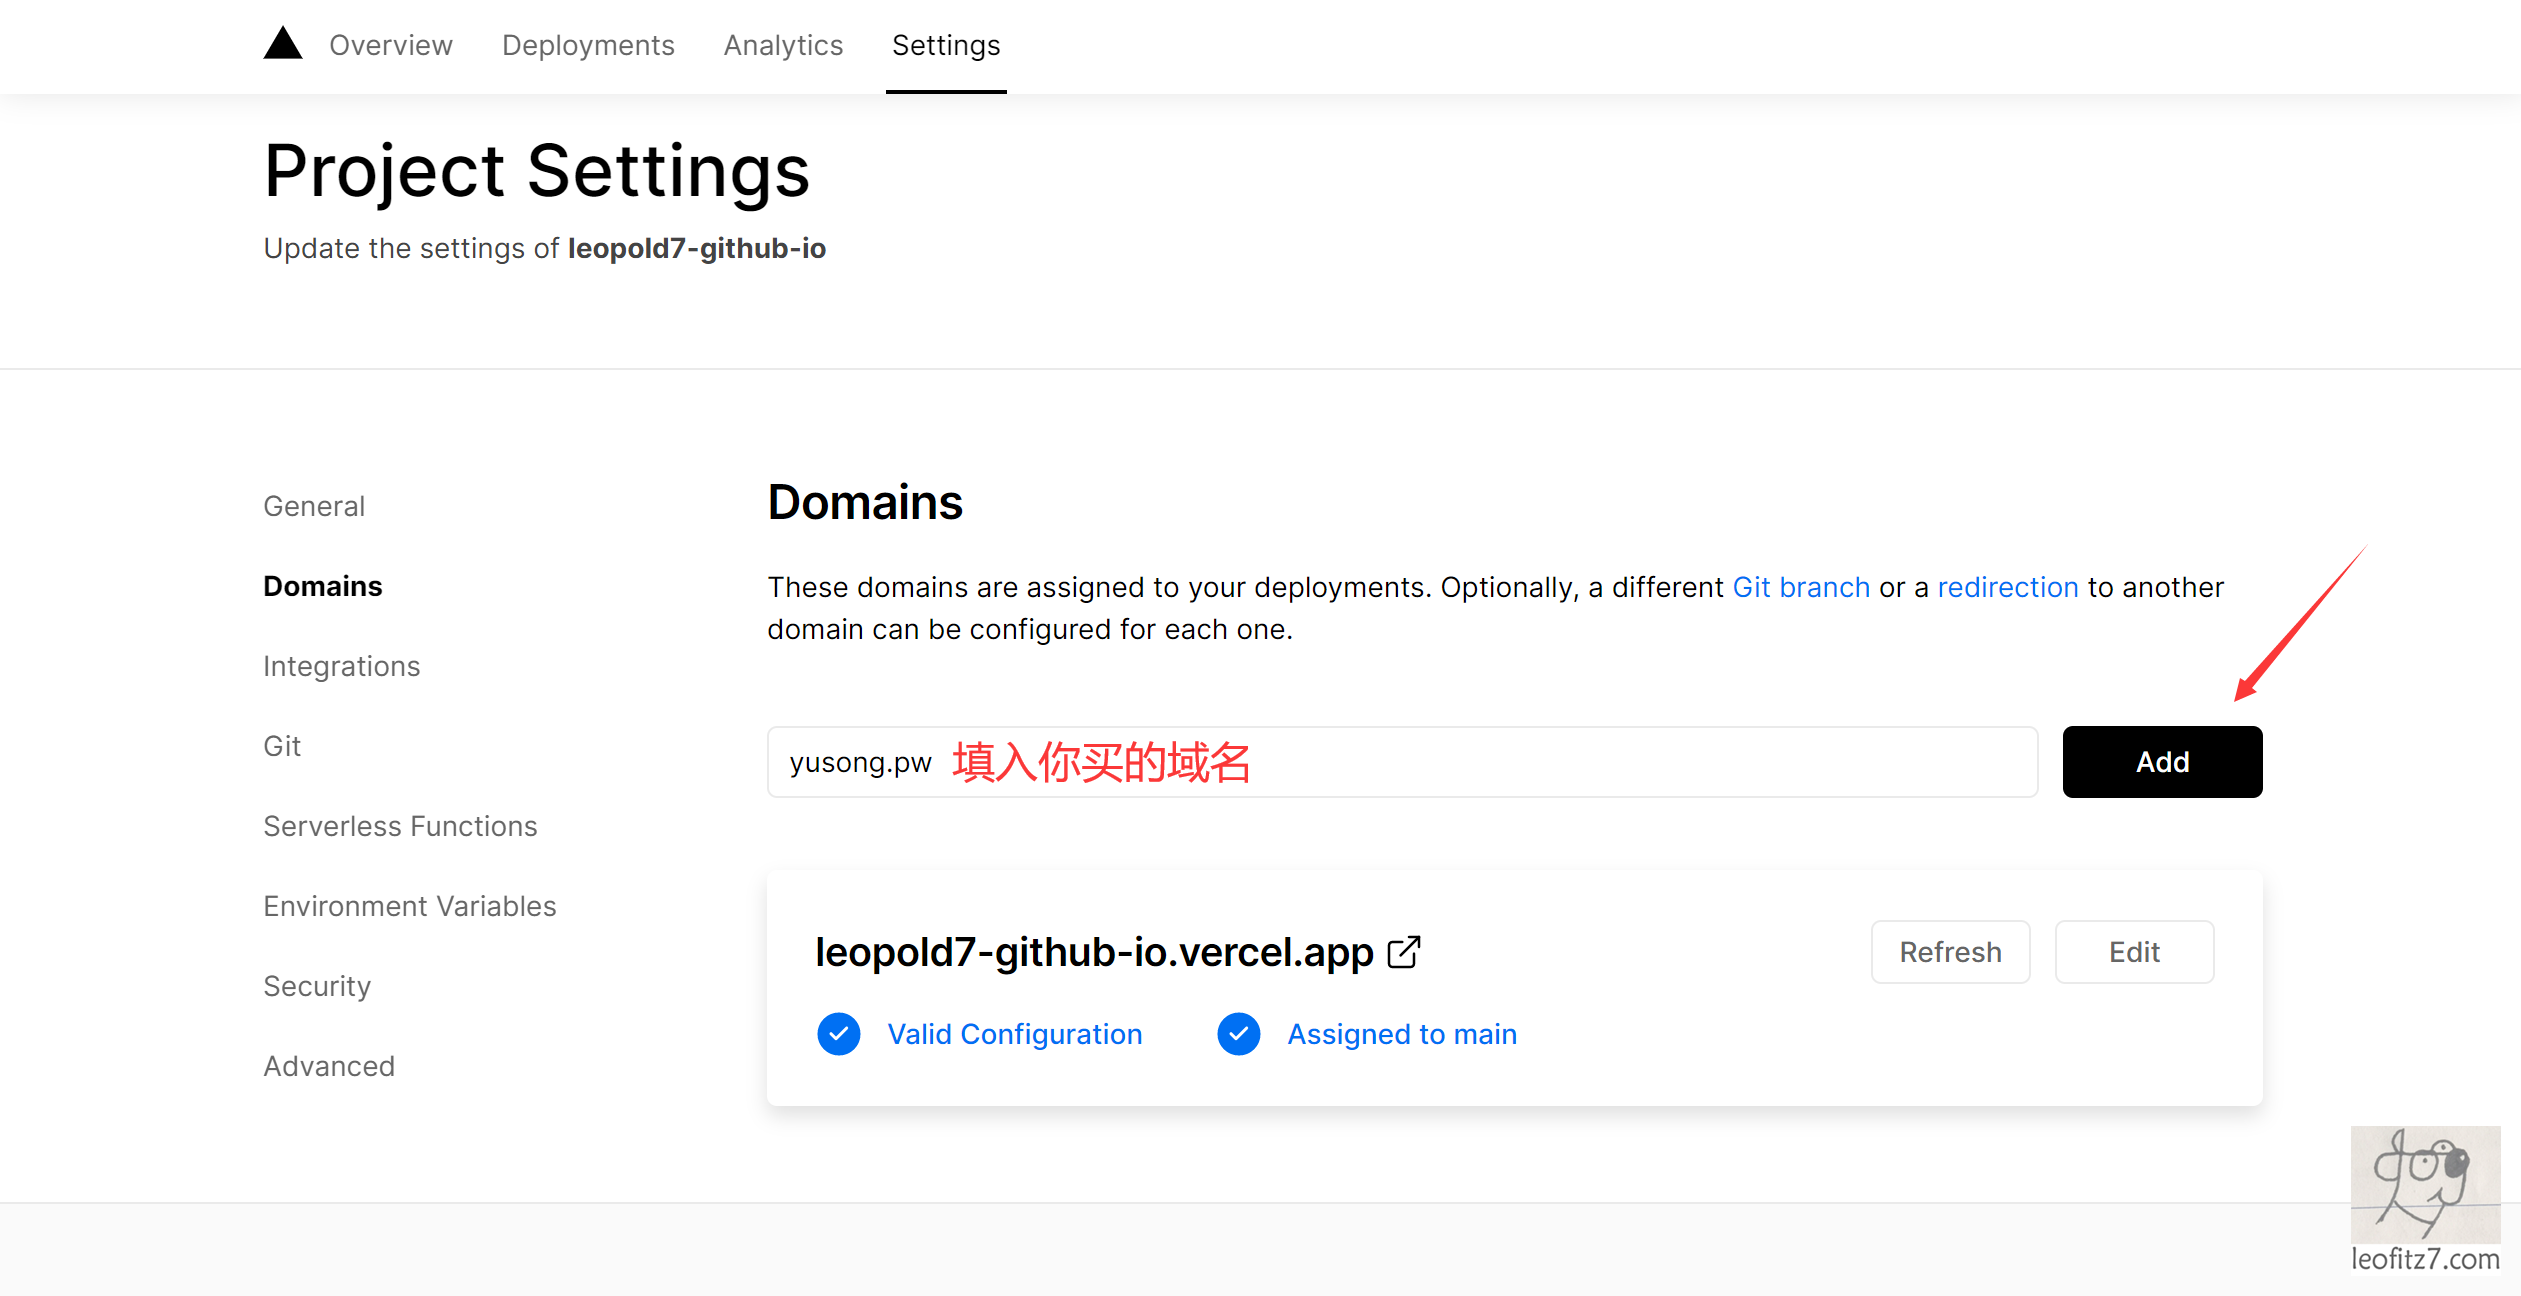 Overview
Deployments
Analytics
Settings
Project Settings
Update the settings of leopold7-github-io
General
Domains
Integrations
Git
Serverless Functions
Environment Variables
Security
Advanced
Domains
These domains are assigned to your deployments. Optionally, a different Git branch or a redirection to another
domain can be configured for each one.
yusong.pw 填入你买的域名
Add
leopold7-github-io.vercel.app
Refresh
Edit
Valid Configuration
Assigned to main
dog
leofitz7.com